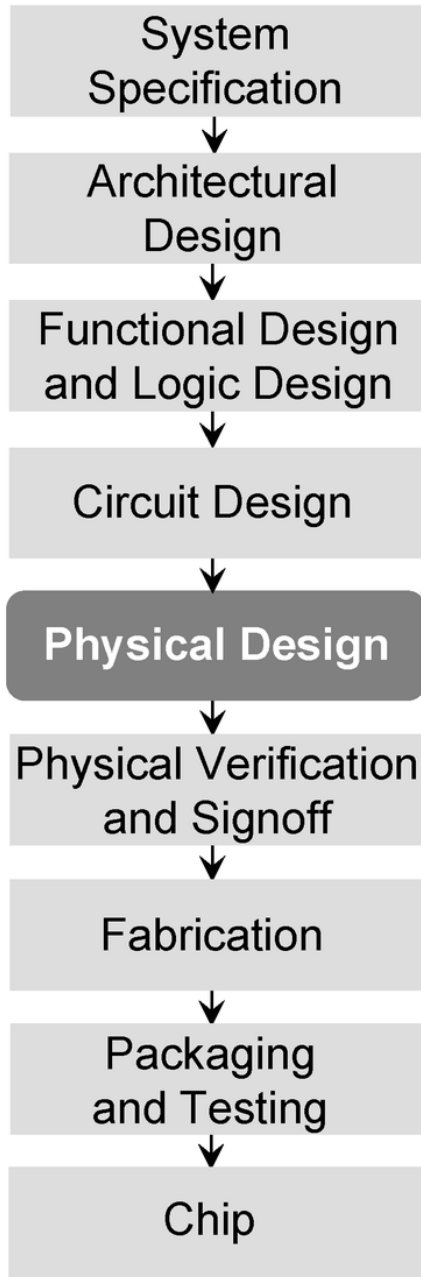 System
Specification
Architectural
Design
Functional Design
and Logic Design
Circuit Design
Physical Design
Physical Verification
and Signoff
Fabrication
Packaging
and Testing
Chip